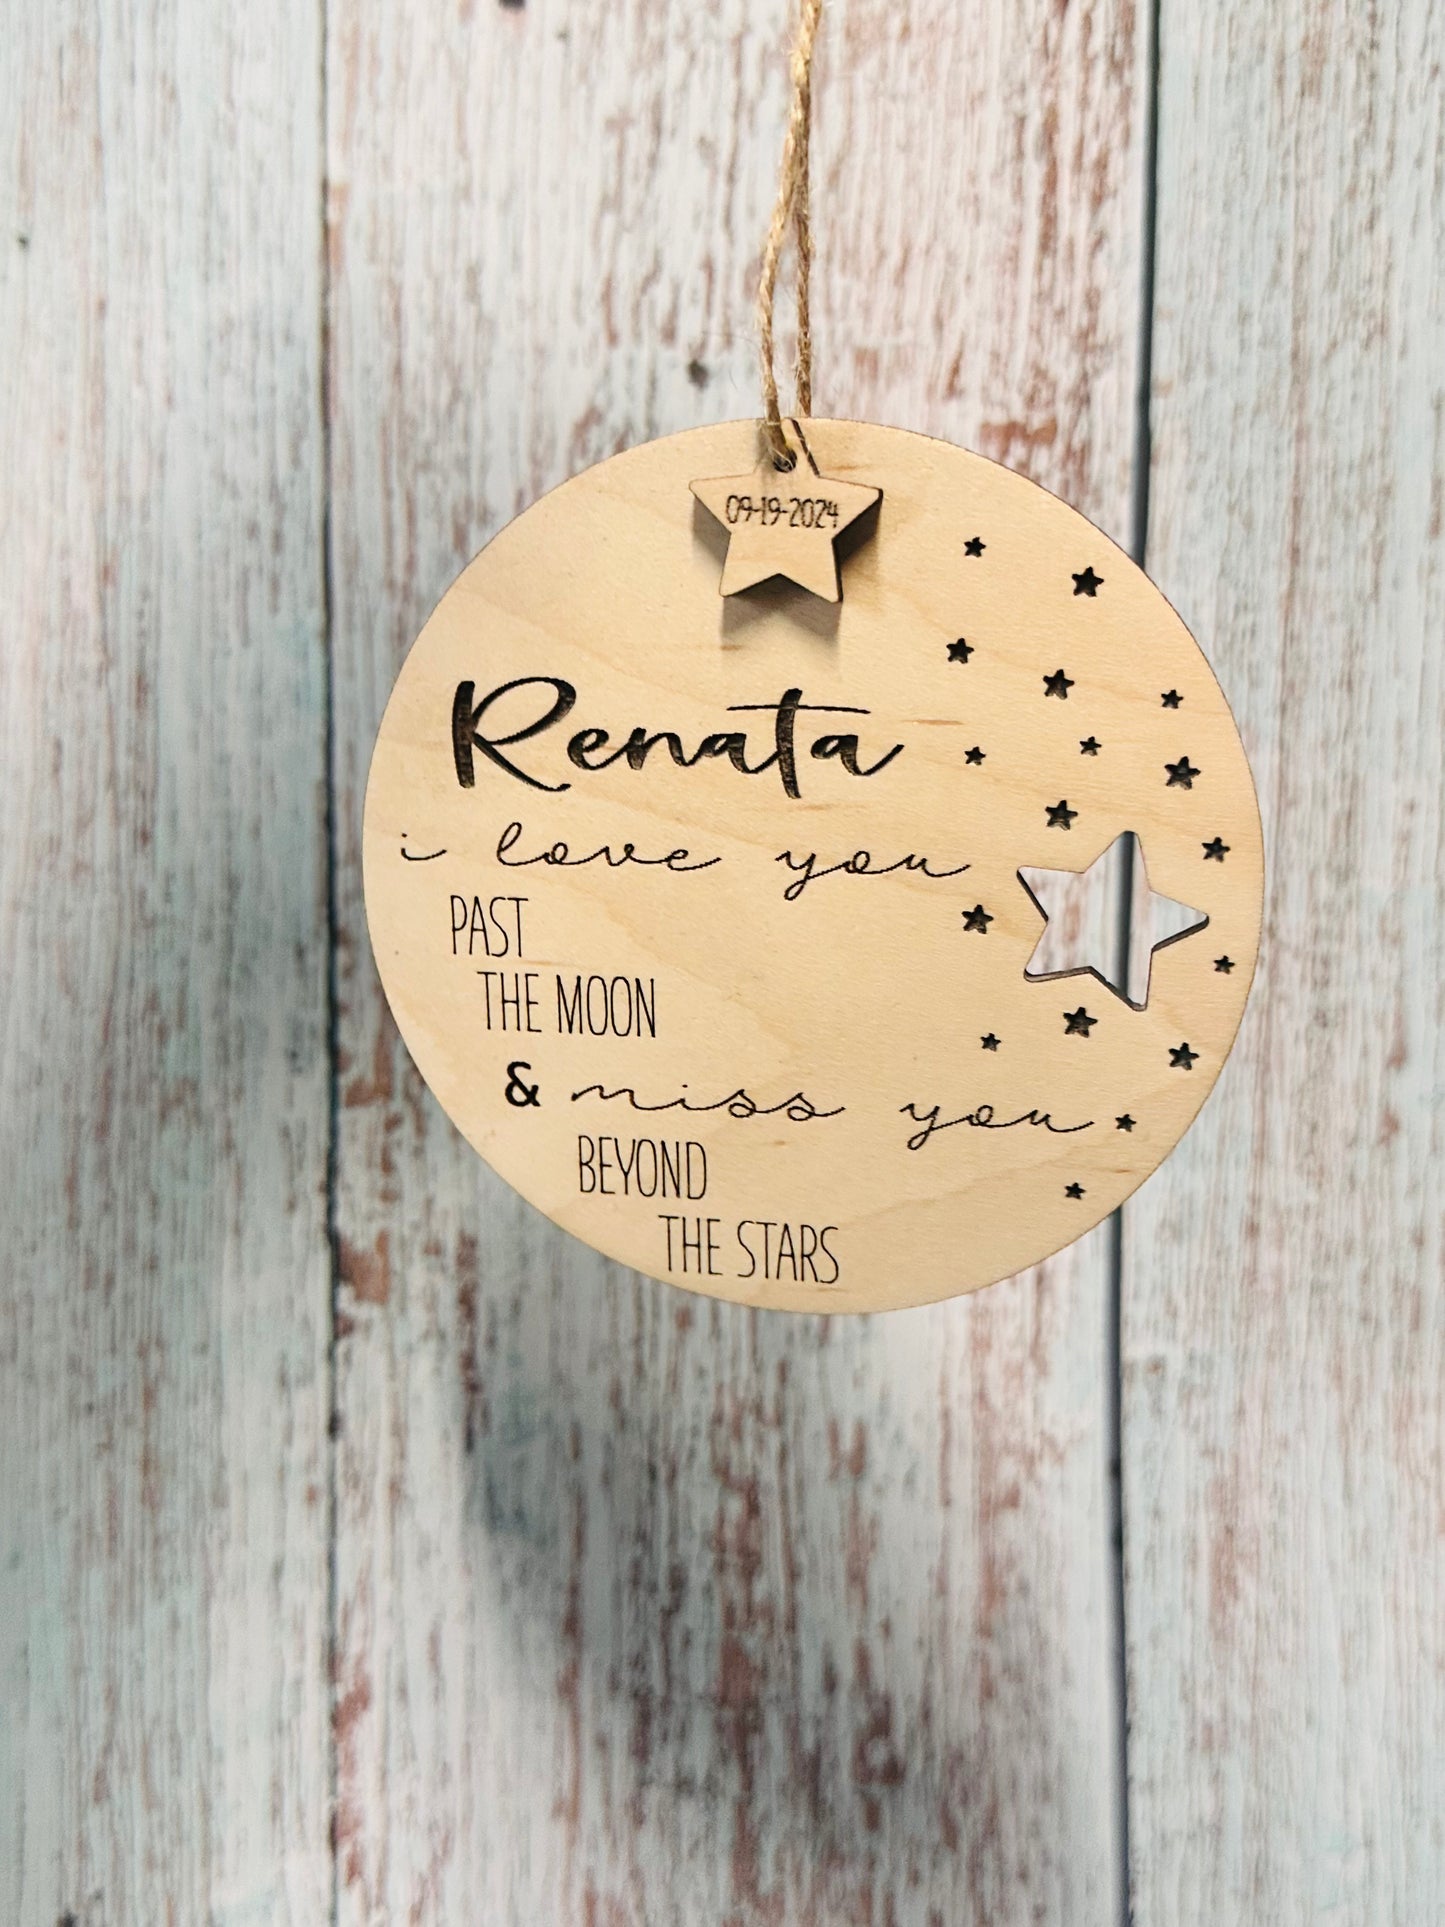 09-19-2024
Renata
i love you
PAST
THE MOON
& miss you
BEYOND
THE STARS